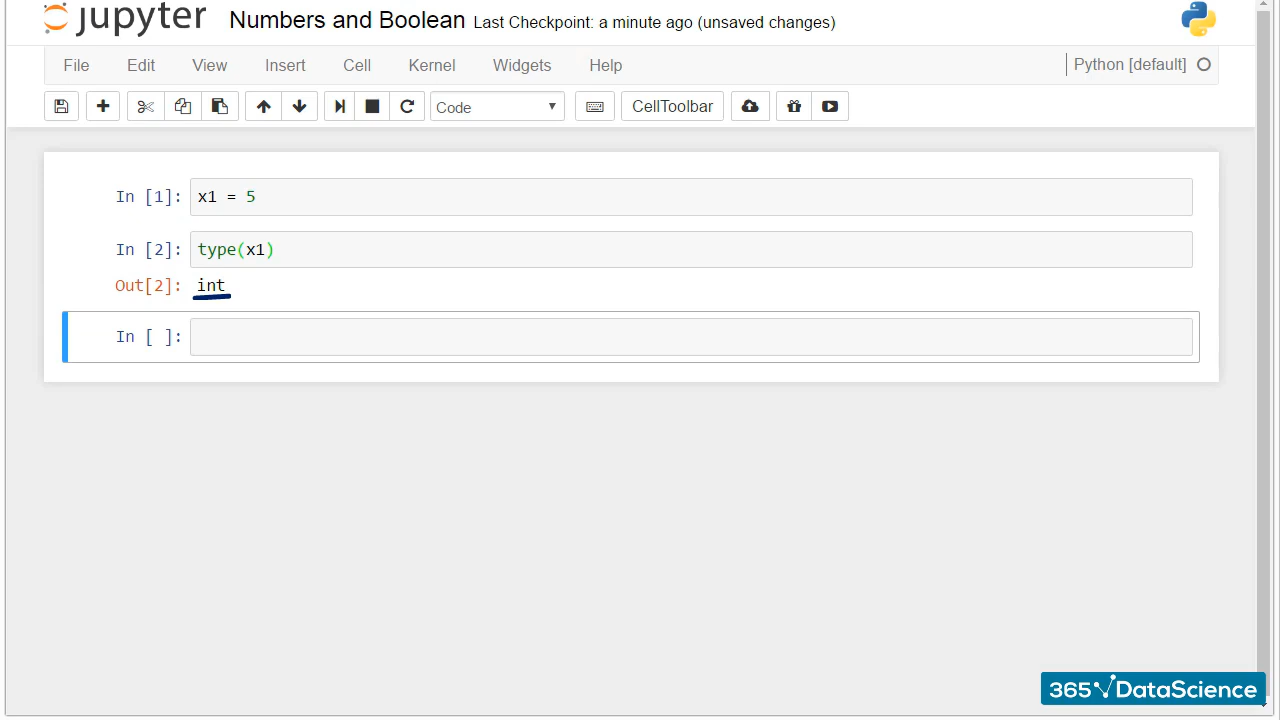 jupyter Numbers and Boolean Last Checkpoint: a minute ago (unsaved changes)
File Edit View Insert Cell Kernel Widgets Help Python [default]
Code CellToolbar
In [1]: x1 = 5
In [2]: type(x1)
Out[2]: int
In [ ]:
365 DataScience